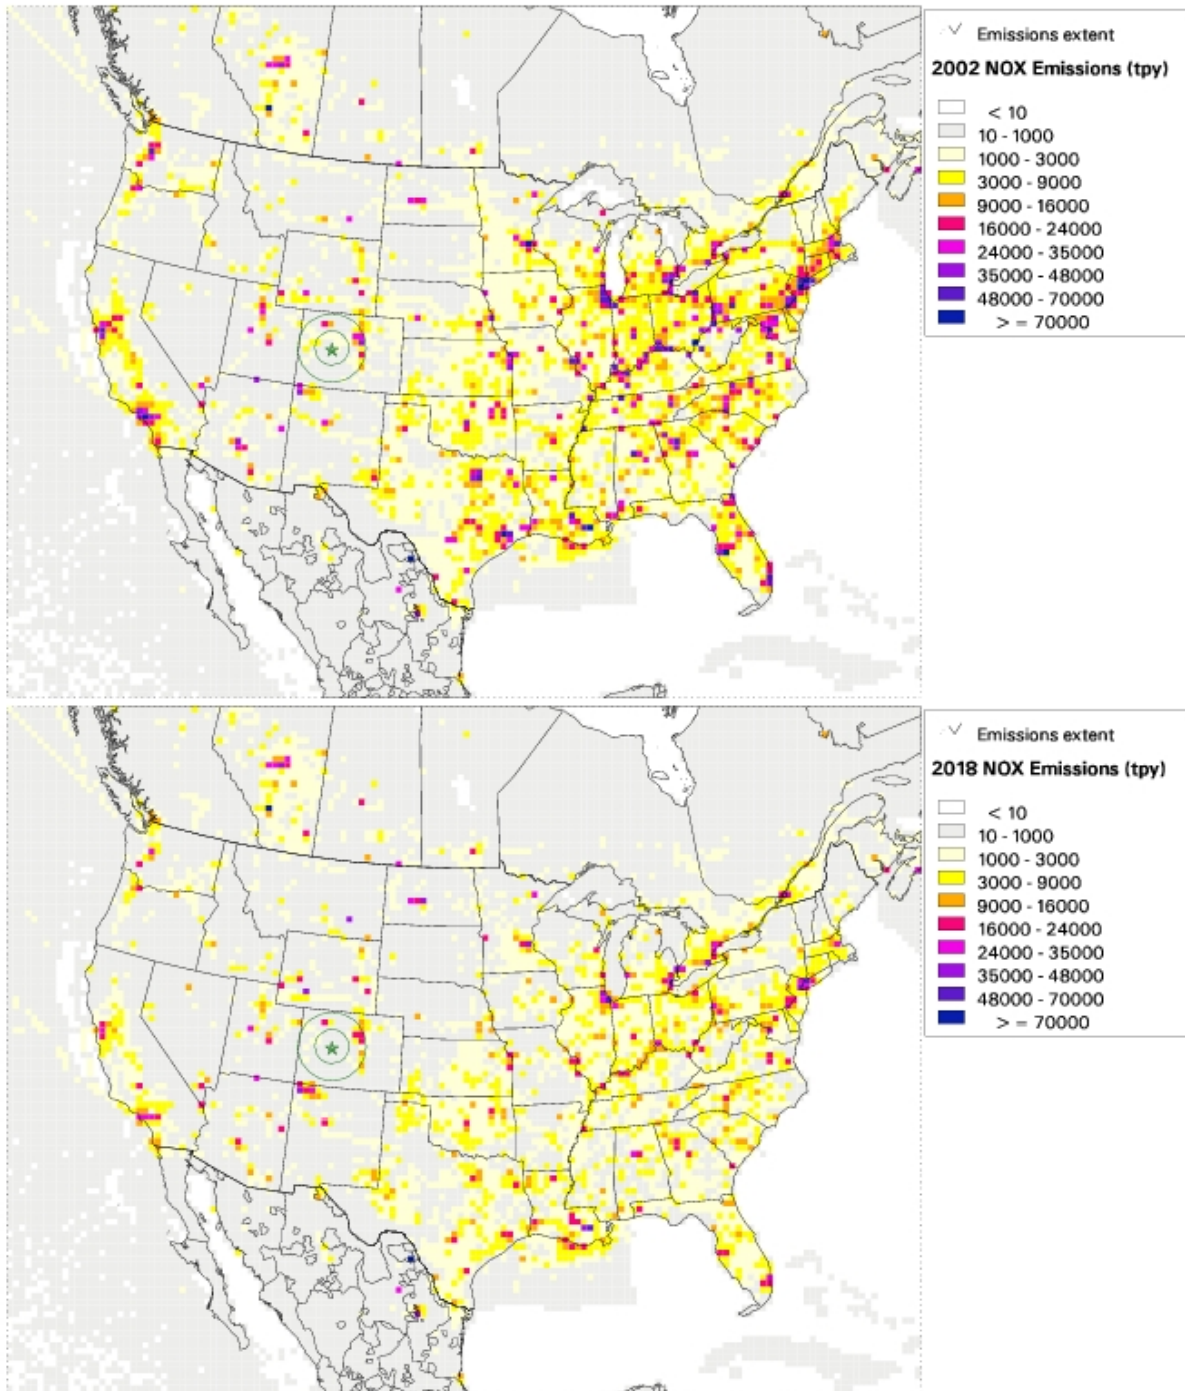 Emissions extent
2002 NOX Emissions (tpy)
< 10
10 - 1000
1000 - 3000
3000 - 9000
9000 - 16000
16000 - 24000
24000 - 35000
35000 - 48000
48000 - 70000
> = 70000
Emissions extent
2018 NOX Emissions (tpy)
< 10
10 - 1000
1000 - 3000
3000 - 9000
9000 - 16000
16000 - 24000
24000 - 35000
35000 - 48000
48000 - 70000
> = 70000